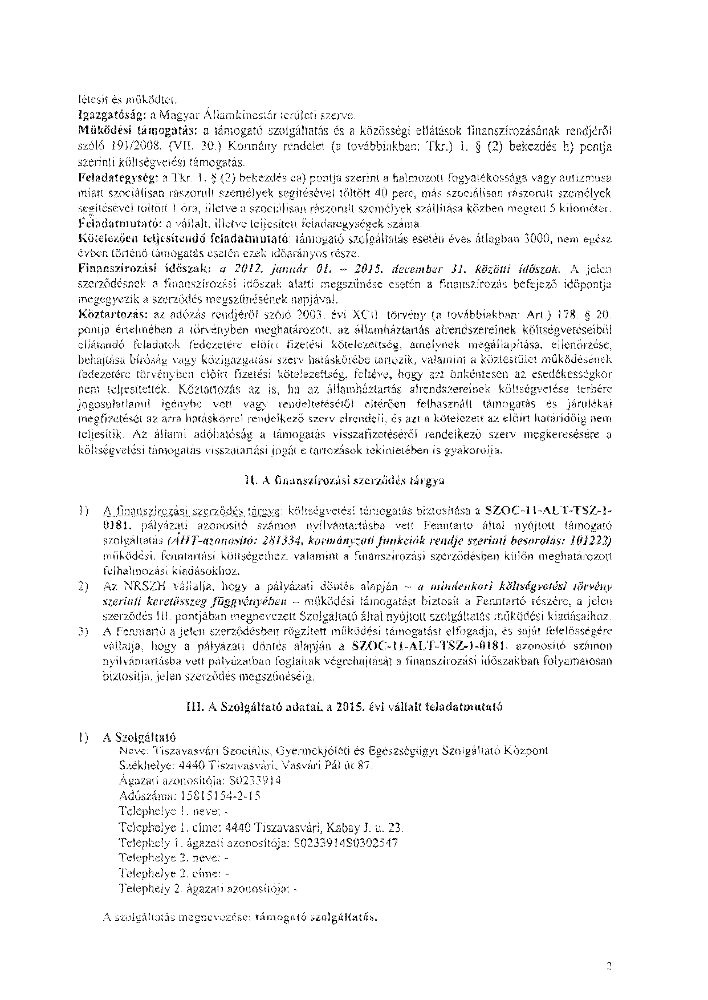 létesít és működtet.
Igazgatóság: a Magyar Államkincstár területi szerve.
Működési támogatás: a támogató szolgáltatás és a közösségi ellátások finanszírozásának rendjéről
szóló 191/2008. (VII. 30.) Kormány rendelet (a továbbiakban: Tkr.) 1. § (2) bekezdés h) pontja
szerinti költségvetési támogatás.
Feladategység: a Tkr. 1. § (2) bekezdés ca) pontja szerint a halmozott fogyatékossága vagy autizmusa
miatt szociálisan rászorult személyek segítésével töltött 40 perc, más szociálisan rászorult személyek
segítésével töltött 1 óra, illetve a szociálisan rászorult személyek szállítása közben megtett 5 kilométer.
Feladatmutató: a vállalt, illetve teljesített feladategységek száma.
Kötelezően teljesítendő feladatmutató: támogató szolgáltatás esetén éves átlagban 3000, nem egész
évben történő támogatás esetén ezek időarányos része.
Finanszírozási időszak: a 2012. január 01. – 2015. december 31. közötti időszak. A jelen
szerződésnek a finanszírozási időszak alatti megszűnése esetén a finanszírozás befejező időpontja
megegyezik a szerződés megszűnésének napjával.
Köztartozás: az adózás rendjéről szóló 2003. évi XCII. törvény (a továbbiakban: Art.) 178. § 20.
pontja értelmében a törvényben meghatározott, az államháztartás alrendszereinek költségvetéseiből
ellátandó feladatok fedezetére előírt fizetési kötelezettség, amelynek megállapítása, ellenőrzése,
behajtása bíróság vagy közigazgatási szerv hatáskörébe tartozik, valamint a köztestület működésének
fedezetére törvényben előírt fizetési kötelezettség, feltéve, hogy azt önkéntesen az esedékességkor
nem teljesítették. Köztartozás az is, ha az államháztartás alrendszereinek költségvetése terhére
jogosulatlanul igénybe vett vagy rendeltetésétől eltérően felhasznált támogatás és járulékai
megfizetését az arra hatáskörrel rendelkező szerv elrendeli, és azt a kötelezett az előírt határidőig nem
teljesítik. Az állami adóhatóság a támogatás visszafizetéséről rendelkező szerv megkeresésére a
költségvetési támogatás visszatartási jogát e tartozások tekintetében is gyakorolja.
II. A finanszírozási szerződés tárgya
1) A finanszírozási szerződés tárgya: költségvetési támogatás biztosítása a SZOC-11-ALT-TSZ-1-
0181. pályázati azonosító számon nyilvántartásba vett Fenntartó által nyújtott támogató
szolgáltatás (ÁHT-azonosító: 281334, kormányzati funkciók rendje szerinti besorolás: 101222)
működési, fenntartási költségeihez, valamint a finanszírozási szerződésben külön meghatározott
felhalmozási kiadásokhoz.
2) Az NRSZH vállalja, hogy a pályázati döntés alapján – a mindenkori költségvetési törvény
szerinti keretösszeg függvényében – működési támogatást biztosít a Fenntartó részére, a jelen
szerződés III. pontjában megnevezett Szolgáltató által nyújtott szolgáltatás működési kiadásaihoz.
3) A Fenntartó a jelen szerződésben rögzített működési támogatást elfogadja, és saját felelősségére
vállalja, hogy a pályázati döntés alapján a SZOC-11-ALT-TSZ-1-0181. azonosító számon
nyilvántartásba vett pályázatban foglaltak végrehajtását a finanszírozási időszakban folyamatosan
biztosítja, jelen szerződés megszűnéséig.
III. A Szolgáltató adatai, a 2015. évi vállalt feladatmutató
1) A Szolgáltató
Neve: Tiszavasvári Szociális, Gyermekjóléti és Egészségügyi Szolgáltató Központ
Székhelye: 4440 Tiszavasvári, Vasvári Pál út 87.
Ágazati azonosítója: S0233914
Adószáma: 15815154-2-15
Telephelye 1. neve: -
Telephelye 1. címe: 4440 Tiszavasvári, Kabay J. u. 23.
Telephely 1. ágazati azonosítója: S0233914S0302547
Telephelye 2. neve: -
Telephelye 2. címe: -
Telephely 2. ágazati azonosítója: -
A szolgáltatás megnevezése: támogató szolgáltatás.
2